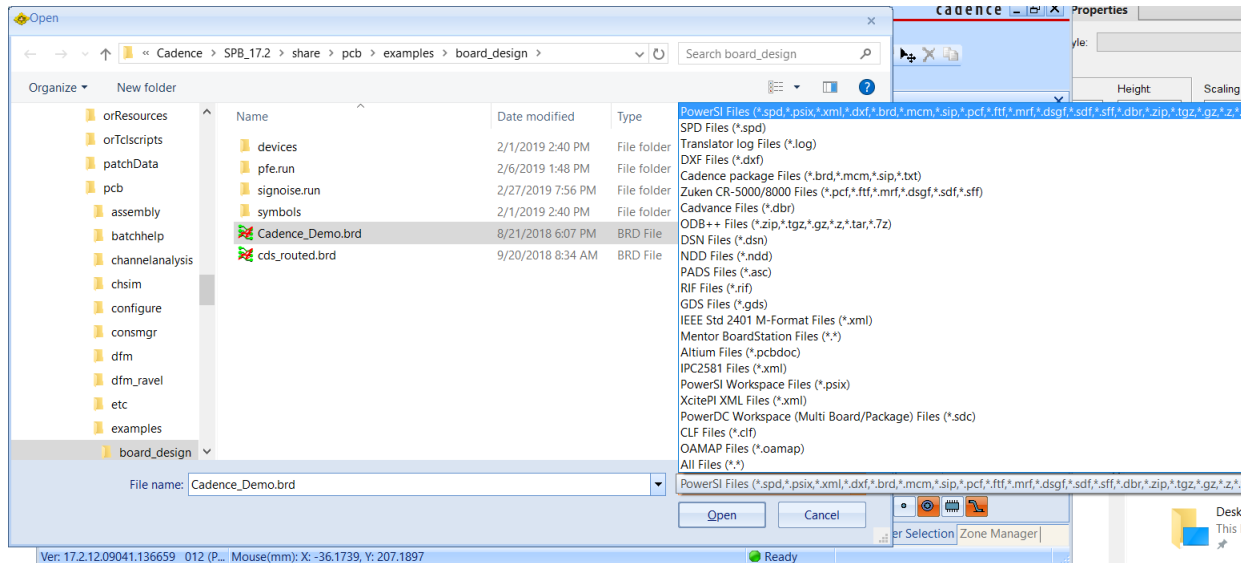 Open
cadence
Properties
« Cadence > SPB_17.2 > share > pcb > examples > board_design >
Search board_design
yle:
Organize
New folder
Height
Scaling
orResources
orTclscripts
patchData
pcb
assembly
batchhelp
channelanalysis
chsim
configure
consmgr
dfm
dfm_ravel
etc
examples
board_design
Name Date modified Type
devices 2/1/2019 2:40 PM File folder
pfe.run 2/6/2019 1:48 PM File folder
signoise.run 2/27/2019 7:56 PM File folder
symbols 2/1/2019 2:40 PM File folder
Cadence_Demo.brd 8/21/2018 6:07 PM BRD File
cds_routed.brd 9/20/2018 8:34 AM BRD File
PowerSI Files (*.spd,*.psix,*.xml,*.dxf,*.brd,*.mcm,*.sip,*.pcf,*.ftf,*.mrf,*.dsgf,*.sdf,*.sff,*.dbr,*.zip,*.tgz,*.gz,*.z,*.
SPD Files (*.spd)
Translator log Files (*.log)
DXF Files (*.dxf)
Cadence package Files (*.brd,*.mcm,*.sip,*.txt)
Zuken CR-5000/8000 Files (*.pcf,*.ftf,*.mrf,*.dsgf,*.sdf,*.sff)
Cadvance Files (*.dbr)
ODB++ Files (*.zip,*.tgz,*.gz,*.z,*.tar,*.7z)
DSN Files (*.dsn)
NDD Files (*.ndd)
PADS Files (*.asc)
RIF Files (*.rif)
GDS Files (*.gds)
IEEE Std 2401 M-Format Files (*.xml)
Mentor BoardStation Files (*.*)
Altium Files (*.pcbdoc)
IPC2581 Files (*.xml)
PowerSI Workspace Files (*.psix)
XcitePI XML Files (*.xml)
PowerDC Workspace (Multi Board/Package) Files (*.sdc)
CLF Files (*.clf)
OAMAP Files (*.oamap)
All Files (*.*)
File name: Cadence_Demo.brd
PowerSI Files (*.spd,*.psix,*.xml,*.dxf,*.brd,*.mcm,*.sip,*.pcf,*.ftf,*.mrf,*.dsgf,*.sdf,*.sff,*.dbr,*.zip,*.tgz,*.gz,*.z,*.
Open
Cancel
Desk
This
er Selection
Zone Manager
Ver: 17.2.12.09041.136659 012 (P... Mouse(mm): X: -36.1739, Y: 207.1897
Ready